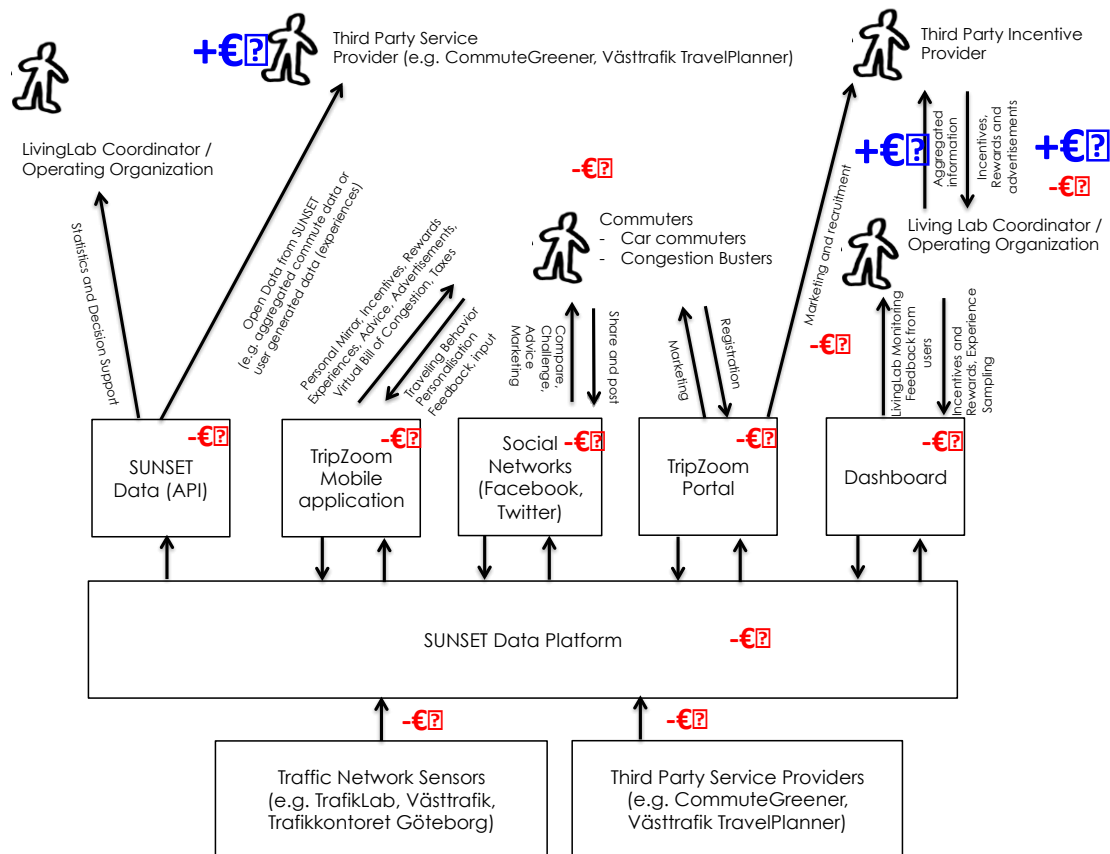 +€
Third Party Service
Provider (e.g. CommuteGreener, Västtrafik TravelPlanner)
Third Party Incentive
Provider
LivingLab Coordinator /
Operating Organization
+€
Aggregated
information
Incentives,
Rewards and
advertisements
+€
-€
-€
Commuters
- Car commuters
- Congestion Busters
Living Lab Coordinator /
Operating Organization
Statistics and Decision Support
Open Data from SUNSET
(e.g. aggregated commute data or
user generated data (experiences)
Personal Mirror, Incentives, Rewards
Experiences, Advice, Advertisements,
Virtual Bill of Congestion, Taxes
Traveling Behavior
Personalisation
Feedback, input
Compare,
Challenge,
Advice
Marketing
Share and post
Marketing
Registration
Marketing and recruitment
-€
LivingLab Monitoring
Feedback from
users
Incentives and
Rewards, Experience
Sampling
-€
SUNSET
Data (API)
-€
TripZoom
Mobile
application
-€
Social
Networks
(Facebook,
Twitter)
-€
TripZoom
Portal
-€
Dashboard
SUNSET Data Platform
-€
-€
-€
Traffic Network Sensors
(e.g. TrafikLab, Västtrafik,
Trafikkontoret Göteborg)
Third Party Service Providers
(e.g. CommuteGreener,
Västtrafik TravelPlanner)